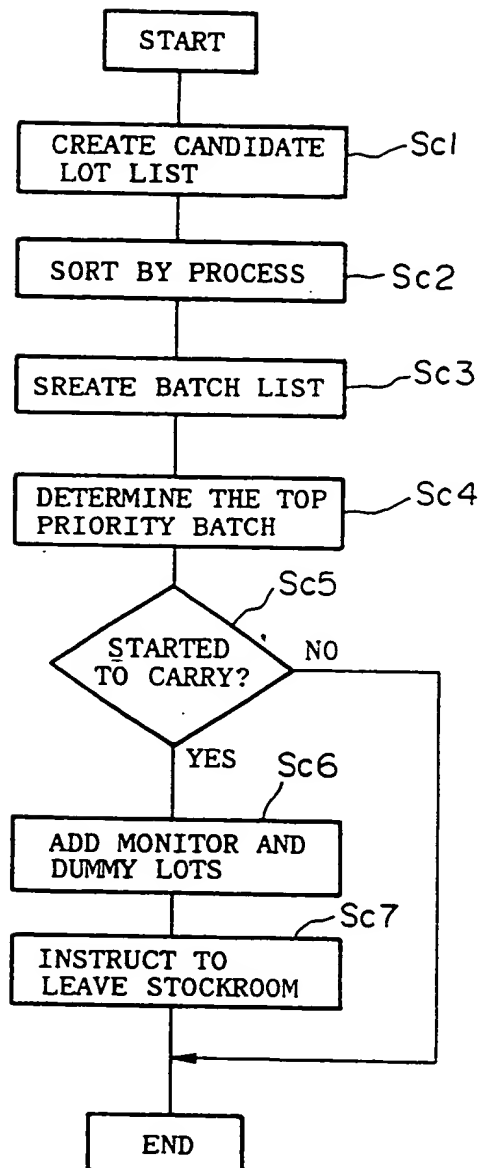 START
CREATE CANDIDATE
LOT LIST
Sc1
SORT BY PROCESS
Sc2
SREATE BATCH LIST
Sc3
DETERMINE THE TOP
PRIORITY BATCH
Sc4
Sc5
STARTED
TO CARRY?
NO
YES
Sc6
ADD MONITOR AND
DUMMY LOTS
Sc7
INSTRUCT TO
LEAVE STOCKROOM
END